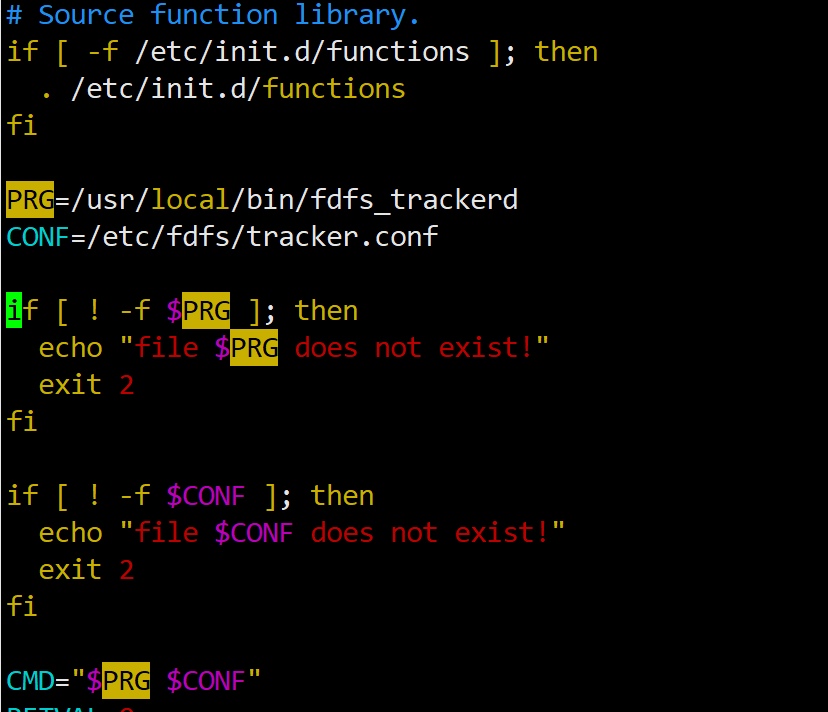 # Source function library.
if [ -f /etc/init.d/functions ]; then
  . /etc/init.d/functions
fi

PRG=/usr/local/bin/fdfs_trackerd
CONF=/etc/fdfs/tracker.conf

if [ ! -f $PRG ]; then
  echo "file $PRG does not exist!"
  exit 2
fi

if [ ! -f $CONF ]; then
  echo "file $CONF does not exist!"
  exit 2
fi

CMD="$PRG $CONF"